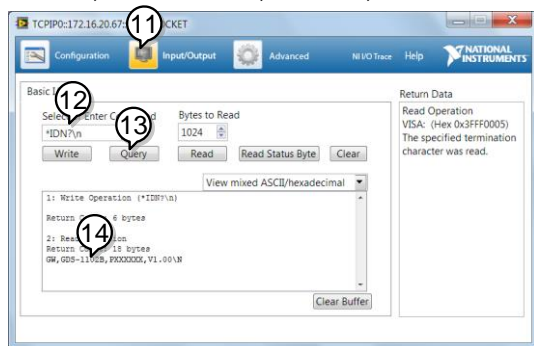 TCPIP0::172.16.20.67: CKET
11
Configuration Input/Output Advanced NI I/O Trace Help NATIONAL INSTRUMENTS
Basic I
Return Data
12
Select Enter C d
Bytes to Read
13
*IDN?\n
1024
Write Query Read Read Status Byte Clear
View mixed ASCII/hexadecimal
Read Operation
VISA: (Hex 0x3FFF0005)
The specified termination
character was read.
1: Write Operation (*IDN?\n)
Return 6 bytes
2: Rea on
14
Return C 18 bytes
GW,GDS-1102B,PXXXXXX,V1.00\N
Clear Buffer